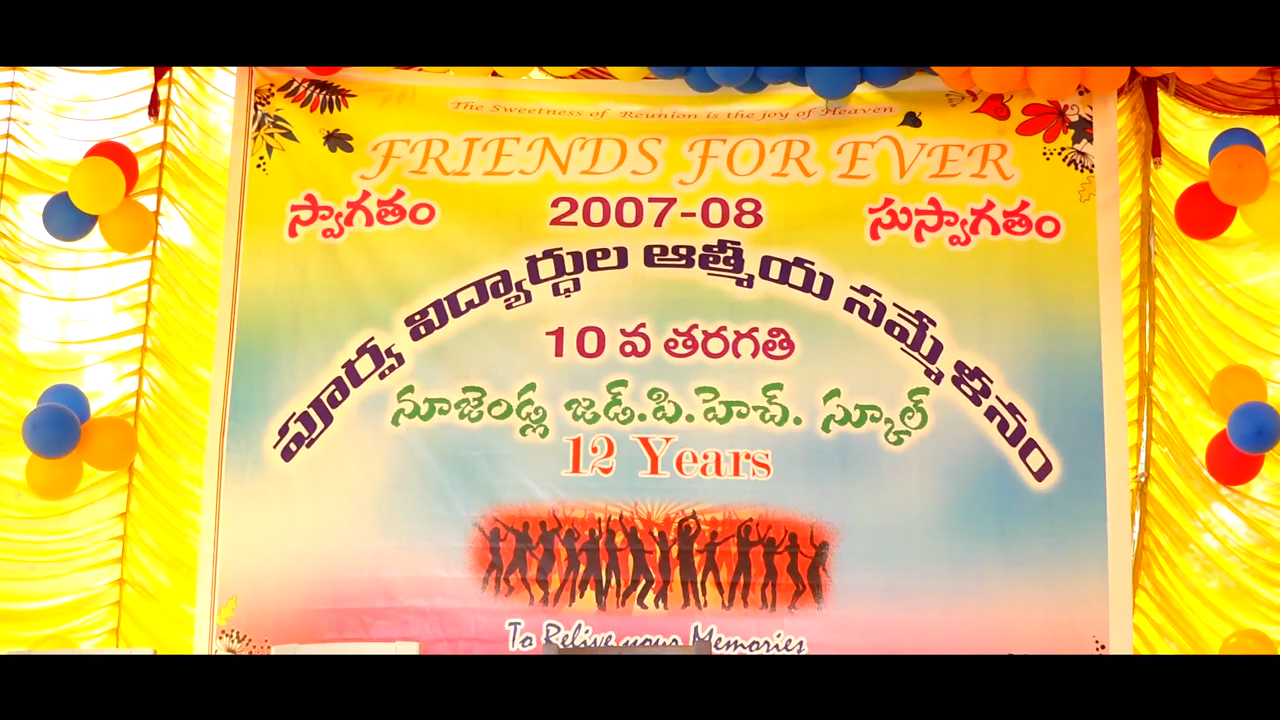 The Sweetness of Reunion is the joy of Heaven
FRIENDS FOR EVER
స్వాగతం 2007-08 సుస్వాగతం
పూర్వ విద్యార్ధుల ఆత్మీయ సమ్మేళనం
10 వ తరగతి
నూజెండ్ల జడ్.పి.హెచ్. స్కూల్
12 Years
To Relive your Memories